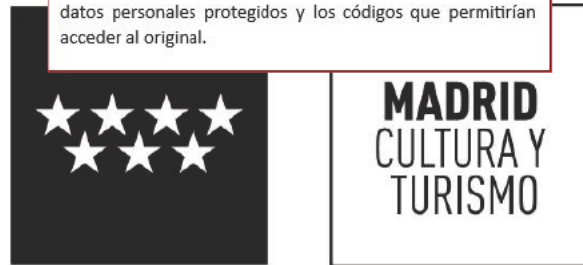 datos personales protegidos y los códigos que permitirían
acceder al original.
MADRID
CULTURA Y
TURISMO